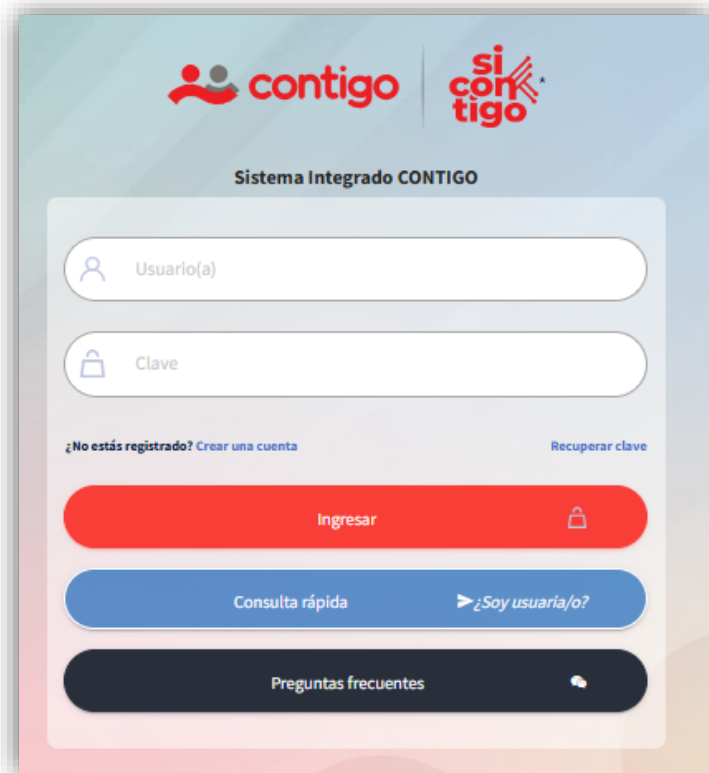 contigo
si
con
tigo
*
Sistema Integrado CONTIGO
Usuario(a)
Clave
¿No estás registrado? Crear una cuenta
Recuperar clave
Ingresar
Consulta rápida
¿Soy usuaria/o?
Preguntas frecuentes